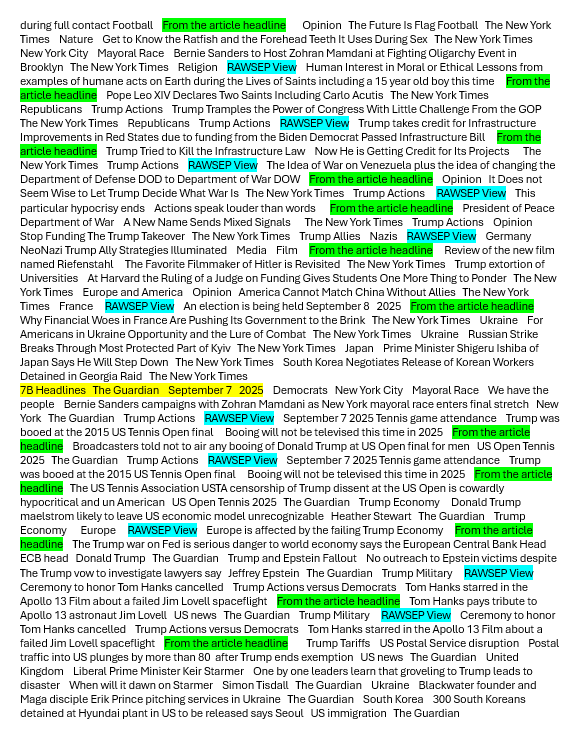 during full contact Football From the article headline Opinion The Future Is Flag Football The New York
Times Nature Get to Know the Ratfish and the Forehead Teeth It Uses During Sex The New York Times
New York City Mayoral Race Bernie Sanders to Host Zohran Mamdani at Fighting Oligarchy Event in
Brooklyn The New York Times Religion RAWSEP View Human Interest in Moral or Ethical Lessons from
examples of humane acts on Earth during the Lives of Saints including a 15 year old boy this time From the
article headline Pope Leo XIV Declares Two Saints Including Carlo Acutis The New York Times
Republicans Trump Actions Trump Tramples the Power of Congress With Little Challenge From the GOP
The New York Times Republicans Trump Actions RAWSEP View Trump takes credit for Infrastructure
Improvements in Red States due to funding from the Biden Democrat Passed Infrastructure Bill From the
article headline Trump Tried to Kill the Infrastructure Law Now He is Getting Credit for Its Projects The
New York Times Trump Actions RAWSEP View The Idea of War on Venezuela plus the idea of changing the
Department of Defense DOD to Department of War DOW From the article headline Opinion It Does not
Seem Wise to Let Trump Decide What War Is The New York Times Trump Actions RAWSEP View This
particular hypocrisy ends Actions speak louder than words From the article headline President of Peace
Department of War A New Name Sends Mixed Signals The New York Times Trump Actions Opinion
Stop Funding The Trump Takeover The New York Times Trump Allies Nazis RAWSEP View Germany
NeoNazi Trump Ally Strategies Illuminated Media Film From the article headline Review of the new film
named Riefenstahl The Favorite Filmmaker of Hitler is Revisited The New York Times Trump extortion of
Universities At Harvard the Ruling of a Judge on Funding Gives Students One More Thing to Ponder The New
York Times Europe and America Opinion America Cannot Match China Without Allies The New York
Times France RAWSEP View An election is being held September 8 2025 From the article headline
Why Financial Woes in France Are Pushing Its Government to the Brink The New York Times Ukraine For
Americans in Ukraine Opportunity and the Lure of Combat The New York Times Ukraine Russian Strike
Breaks Through Most Protected Part of Kyiv The New York Times Japan Prime Minister Shigeru Ishiba of
Japan Says He Will Step Down The New York Times South Korea Negotiates Release of Korean Workers
Detained in Georgia Raid The New York Times
7B Headlines The Guardian September 7 2025 Democrats New York City Mayoral Race We have the
people Bernie Sanders campaigns with Zohran Mamdani as New York mayoral race enters final stretch New
York The Guardian Trump Actions RAWSEP View September 7 2025 Tennis game attendance Trump was
booed at the 2015 US Tennis Open final Booing will not be televised this time in 2025 From the article
headline Broadcasters told not to air any booing of Donald Trump at US Open final for men US Open Tennis
2025 The Guardian Trump Actions RAWSEP View September 7 2025 Tennis game attendance Trump
was booed at the 2015 US Tennis Open final Booing will not be televised this time in 2025 From the article
headline The US Tennis Association USTA censorship of Trump dissent at the US Open is cowardly
hypocritical and un American US Open Tennis 2025 The Guardian Trump Economy Donald Trump
maelstrom likely to leave US economic model unrecognizable Heather Stewart The Guardian Trump
Economy Europe RAWSEP View Europe is affected by the failing Trump Economy From the article
headline The Trump war on Fed is serious danger to world economy says the European Central Bank Head
ECB head Donald Trump The Guardian Trump and Epstein Fallout No outreach to Epstein victims despite
The Trump vow to investigate lawyers say Jeffrey Epstein The Guardian Trump Military RAWSEP View
Ceremony to honor Tom Hanks cancelled Trump Actions versus Democrats Tom Hanks starred in the
Apollo 13 Film about a failed Jim Lovell spaceflight From the article headline Tom Hanks pays tribute to
Apollo 13 astronaut Jim Lovell US news The Guardian Trump Military RAWSEP View Ceremony to honor
Tom Hanks cancelled Trump Actions versus Democrats Tom Hanks starred in the Apollo 13 Film about a
failed Jim Lovell spaceflight From the article headline Trump Tariffs US Postal Service disruption Postal
traffic into US plunges by more than 80 after Trump ends exemption US news The Guardian United
Kingdom Liberal Prime Minister Keir Starmer One by one leaders learn that groveling to Trump leads to
disaster When will it dawn on Starmer Simon Tisdall The Guardian Ukraine Blackwater founder and
Maga disciple Erik Prince pitching services in Ukraine The Guardian South Korea 300 South Koreans
detained at Hyundai plant in US to be released says Seoul US immigration The Guardian